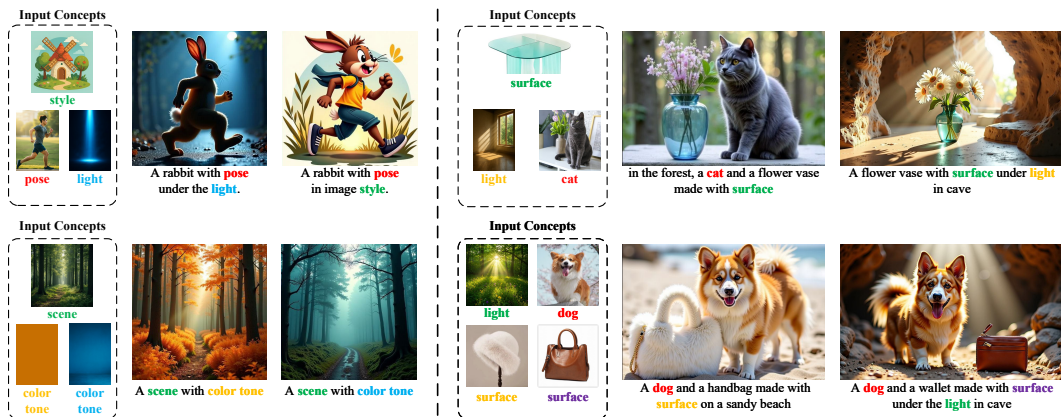 Input Concepts
style
pose
light
A rabbit with pose
under the light.
A rabbit with pose
in image style.
Input Concepts
surface
light
cat
in the forest, a cat and a flower vase
made with surface
A flower vase with surface under light
in cave
Input Concepts
scene
color
tone
color
tone
A scene with color tone
A scene with color tone
Input Concepts
light
dog
surface
surface
A dog and a handbag made with
surface on a sandy beach
A dog and a wallet made with surface
under the light in cave